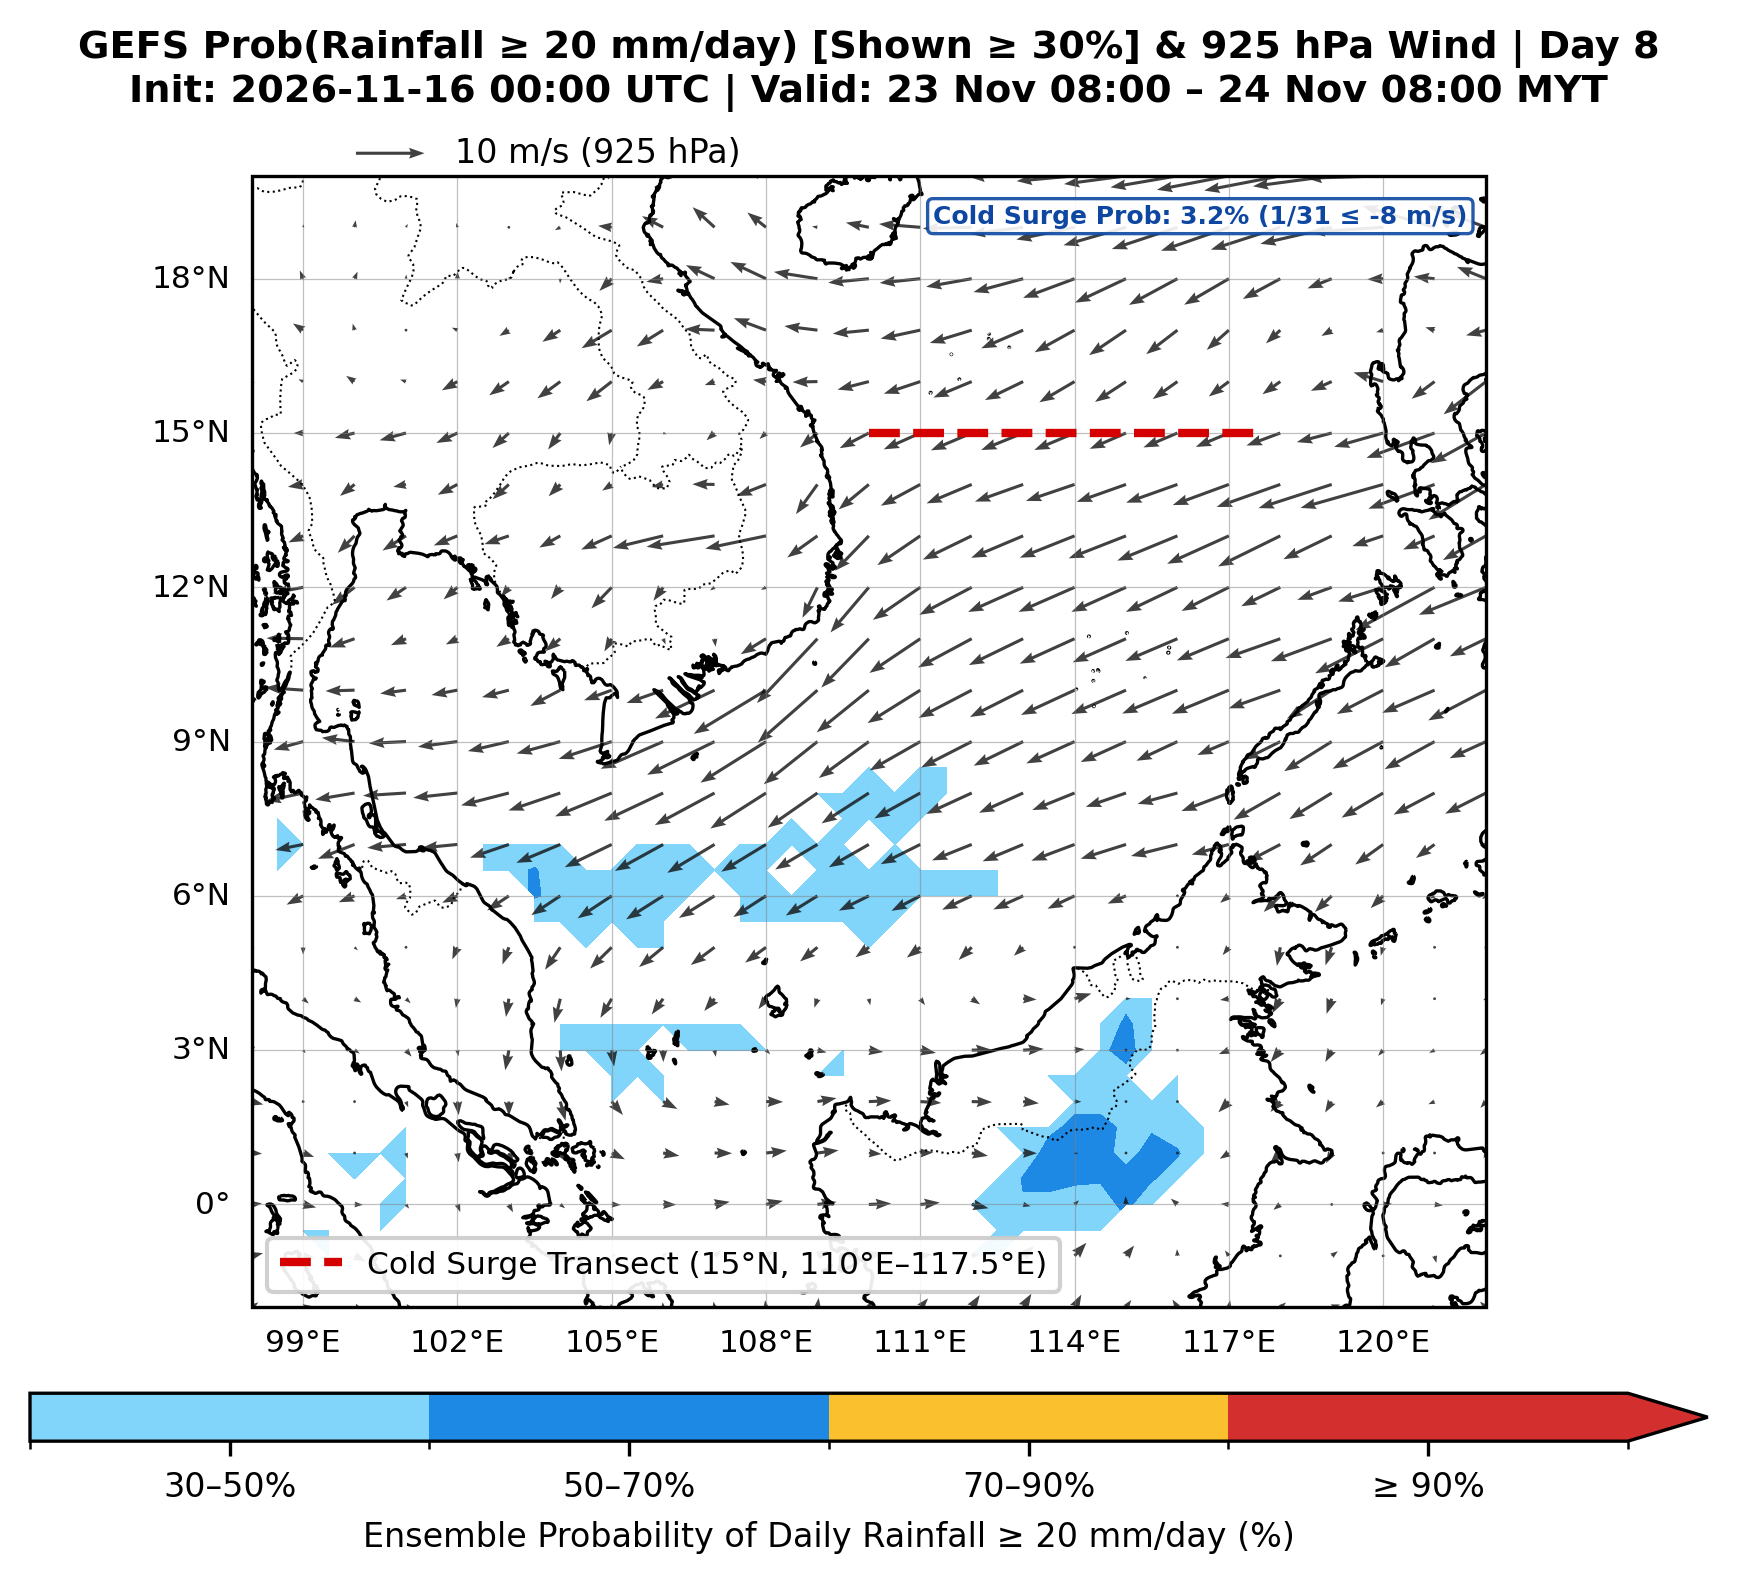 GEFS Prob(Rainfall ≥ 20 mm/day) [Shown ≥ 30%] & 925 hPa Wind | Day 8
Init: 2026-11-16 00:00 UTC | Valid: 23 Nov 08:00 – 24 Nov 08:00 MYT
10 m/s (925 hPa)
Cold Surge Prob: 3.2% (1/31 ≤ -8 m/s)
18°N
15°N
12°N
9°N
6°N
3°N
0°
Cold Surge Transect (15°N, 110°E–117.5°E)
99°E 102°E 105°E 108°E 111°E 114°E 117°E 120°E
30–50% 50–70% 70–90% ≥ 90%
Ensemble Probability of Daily Rainfall ≥ 20 mm/day (%)